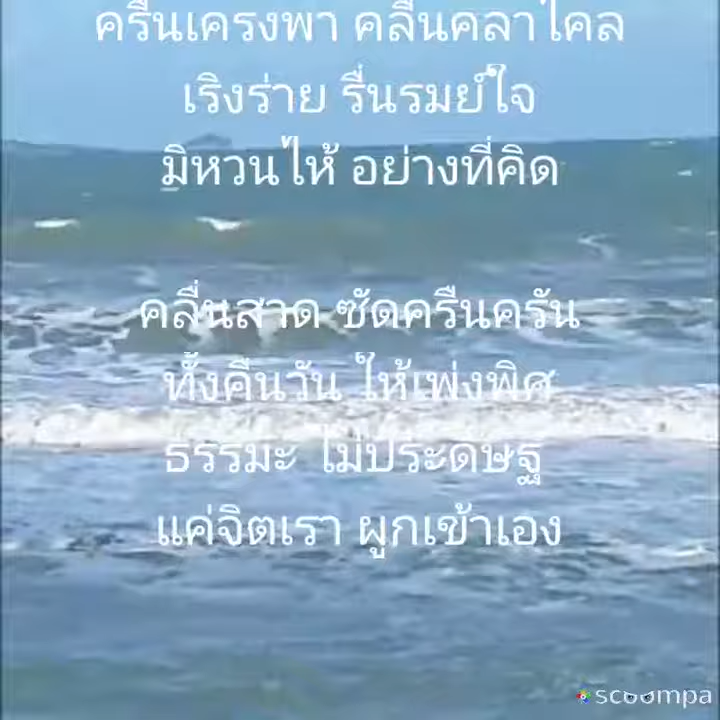 ครื้นเครงพา คลื่นคลาไคล
เริงร่าย รื่นรมย์ใจ
มิหวนไห้ อย่างที่คิด
คลื่นสาด ซัดครืนครัน
ทั้งคืนวัน ให้เพ่งพิศ
ธรรมะ ไม่ประดิษฐ
แค่จิตเรา ผูกเข้าเอง
scoompa